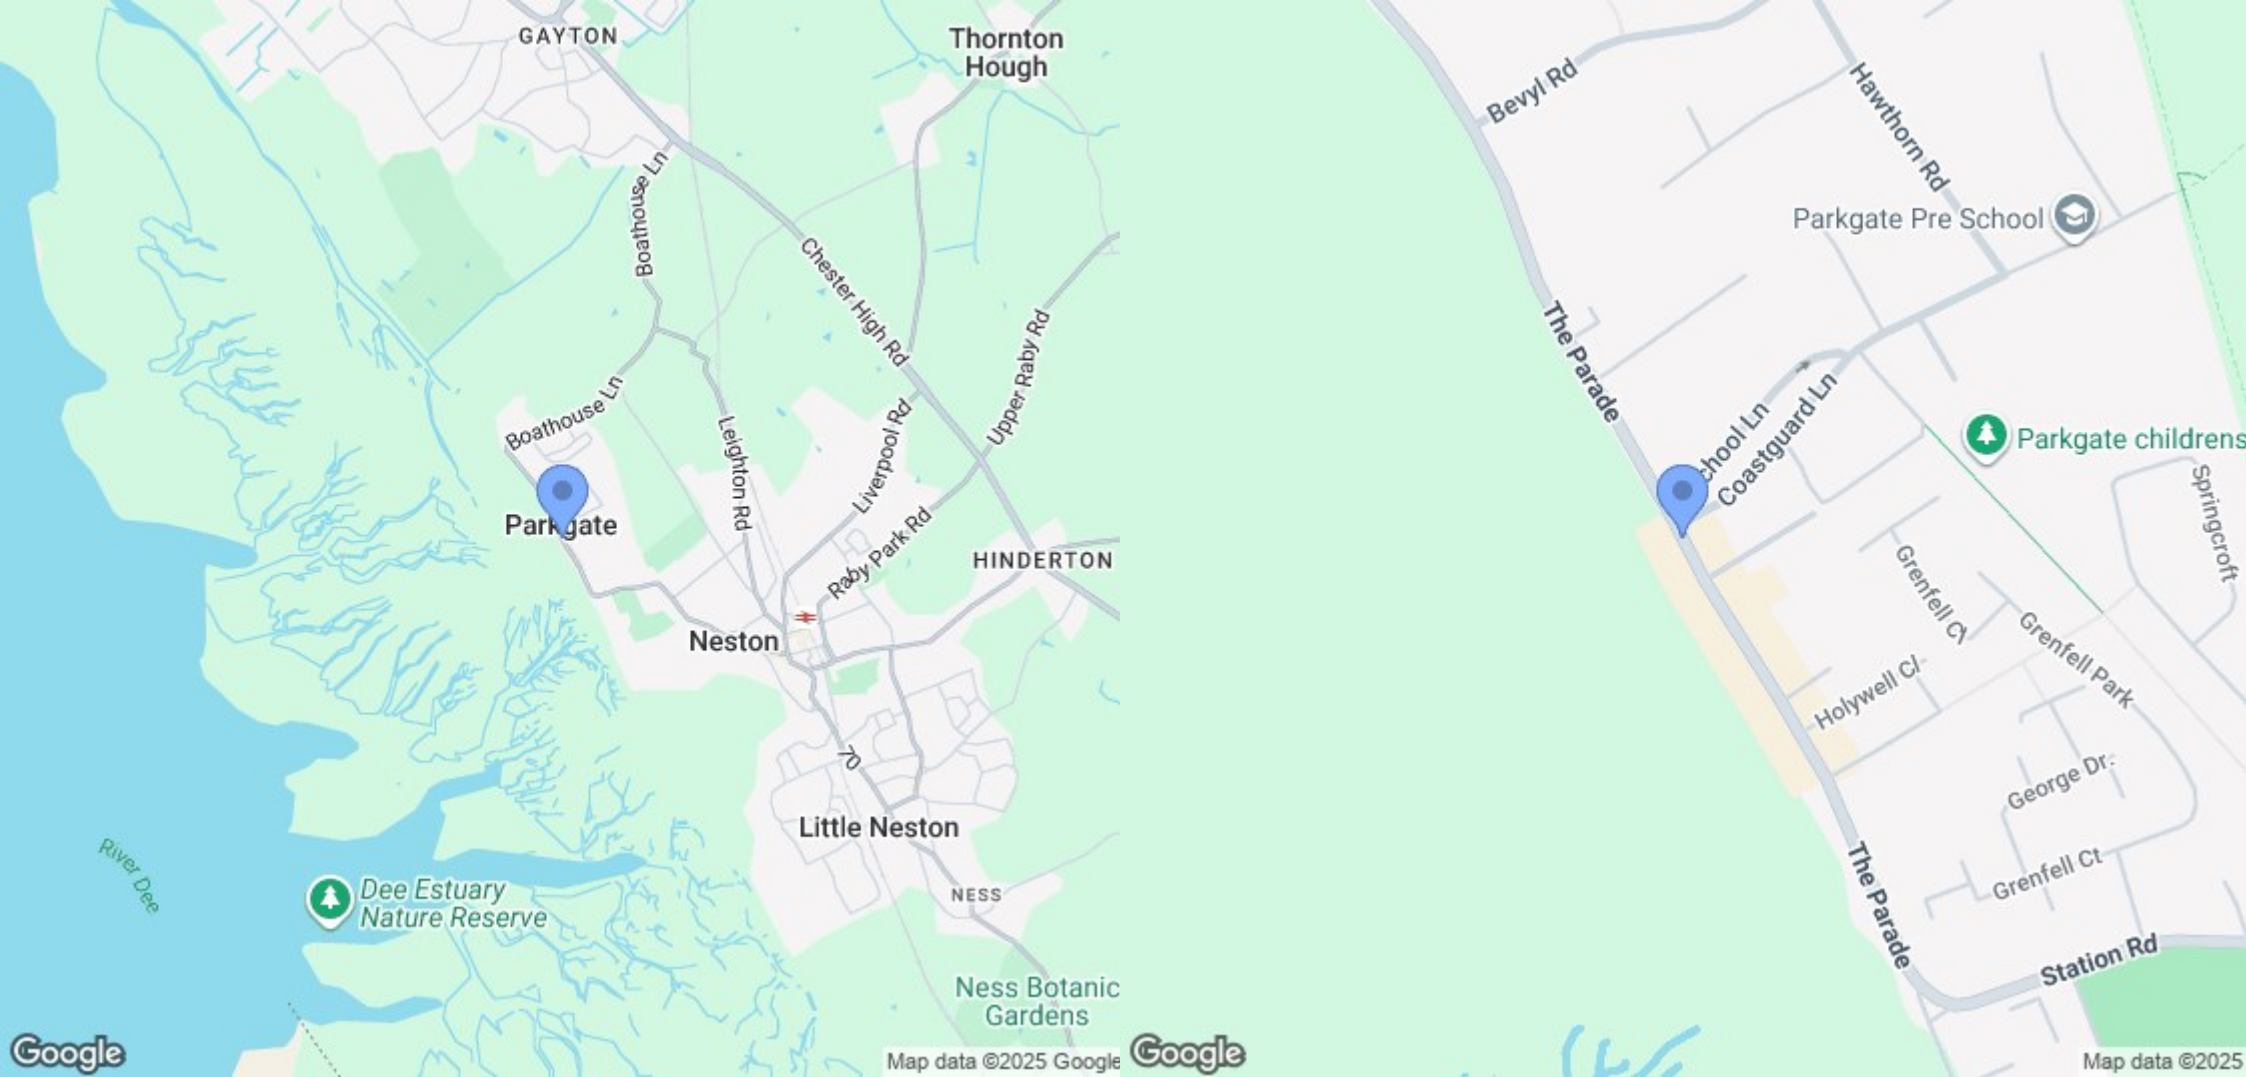 GAYTON
Thornton
Hough
Boathouse Ln
Chester High Rd
Upper Raby Rd
Boathouse Ln
Leighton Rd
Liverpool Rd
Parkgate
Raby Park Rd
HINDERTON
Neston
70
Little Neston
River Dee
Dee Estuary
Nature Reserve
NESS
Ness Botanic
Gardens
Google
Map data ©2025 Google
Bevyl Rd
Hawthorn Rd
Parkgate Pre School
The Parade
chool Ln
Coastguard Ln
Parkgate childrens
Springcroft
Grenfell Cl
Grenfell Park
Holywell Cl
George Dr.
The Parade
Grenfell Ct
Station Rd
Google
Map data ©2025